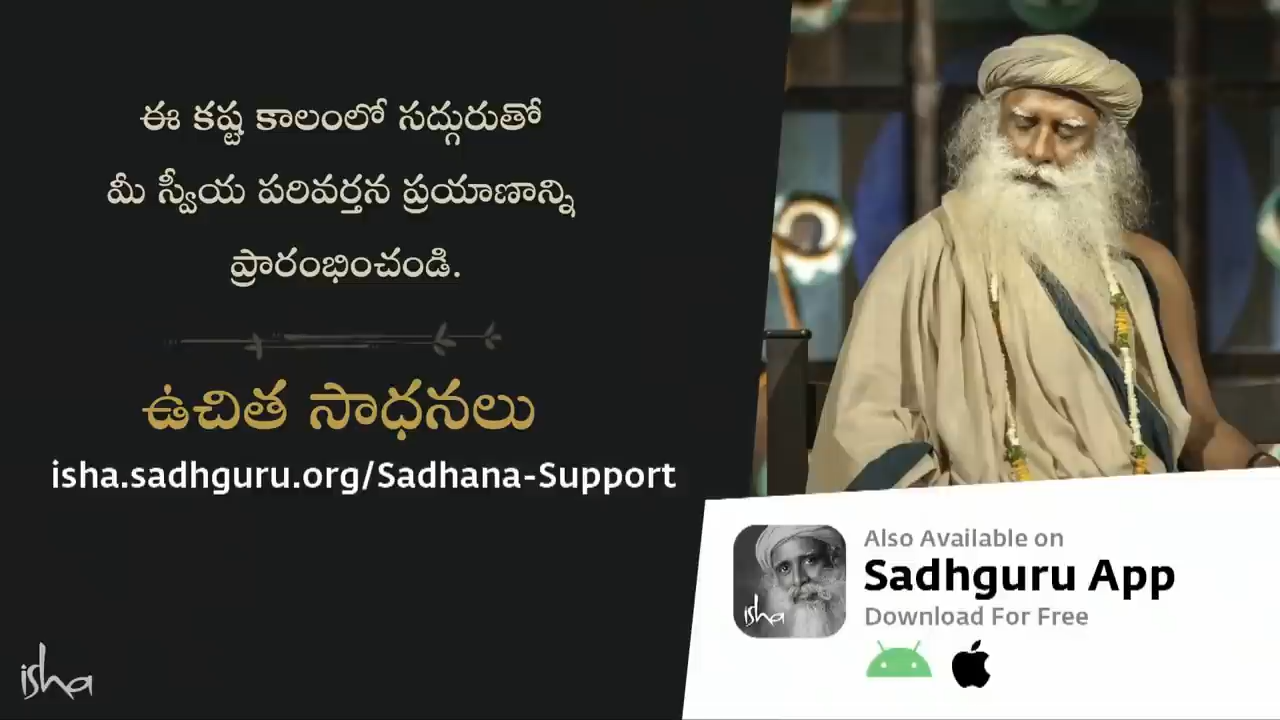 ఈ కష్ట కాలంలో సద్గురుతో
మీ స్వీయ పరివర్తన ప్రయాణాన్ని
ప్రారంభించండి.
ఉచిత సాధనలు
isha.sadhguru.org/Sadhana-Support
Also Available on
Sadhguru App
Download For Free
isha
isha